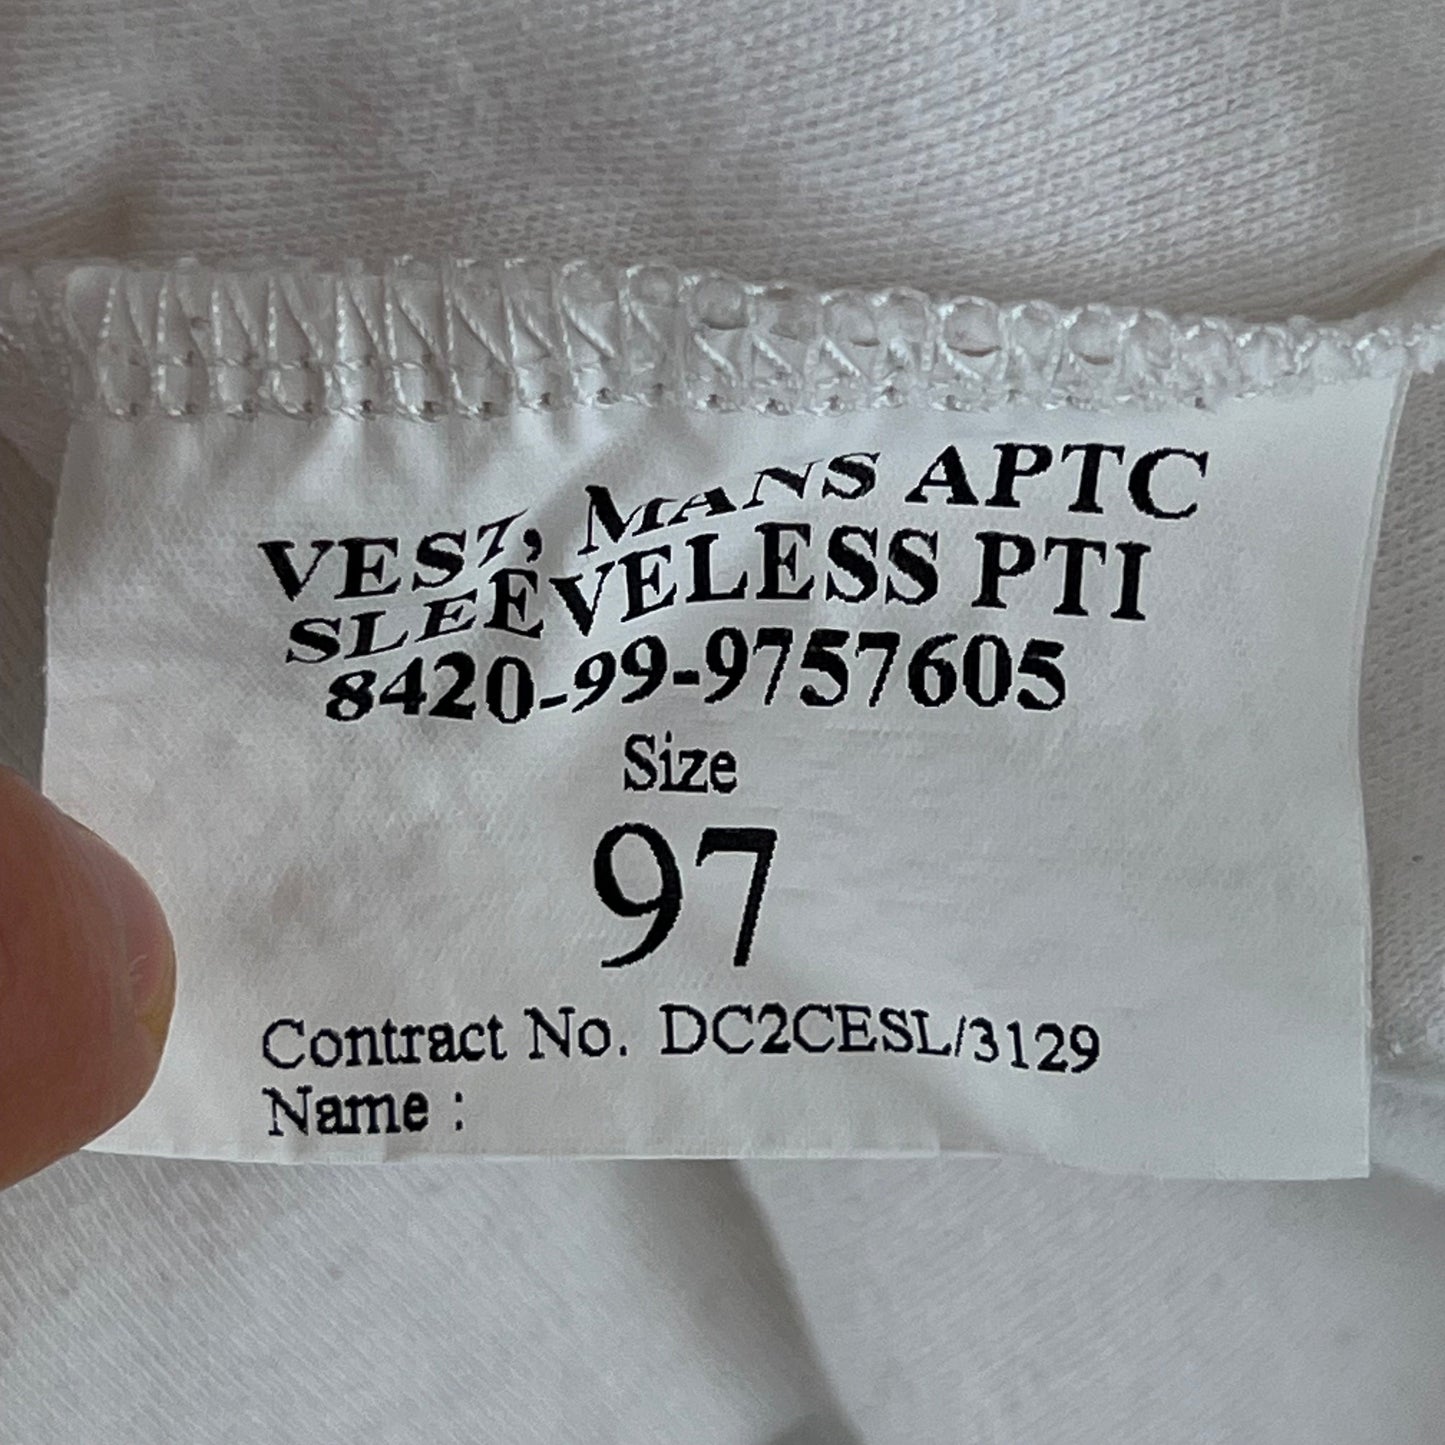 VEST, MANS APTC
SLEEVELESS PTI
8420-99-9757605
Size
97
Contract No. DC2CESL/3129
Name :